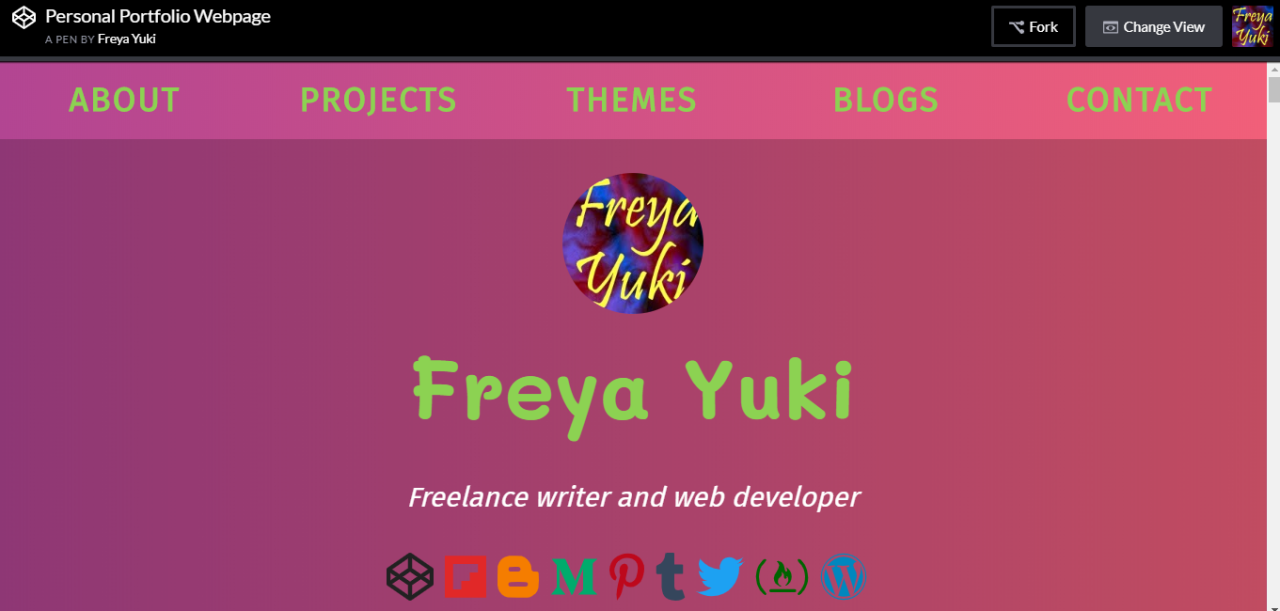 Personal Portfolio Webpage
A PEN BY Freya Yuki
Fork
Change View
Freya
Yuki
ABOUT PROJECTS THEMES BLOGS CONTACT
Freya
Yuki
Freya Yuki
Freelance writer and web developer